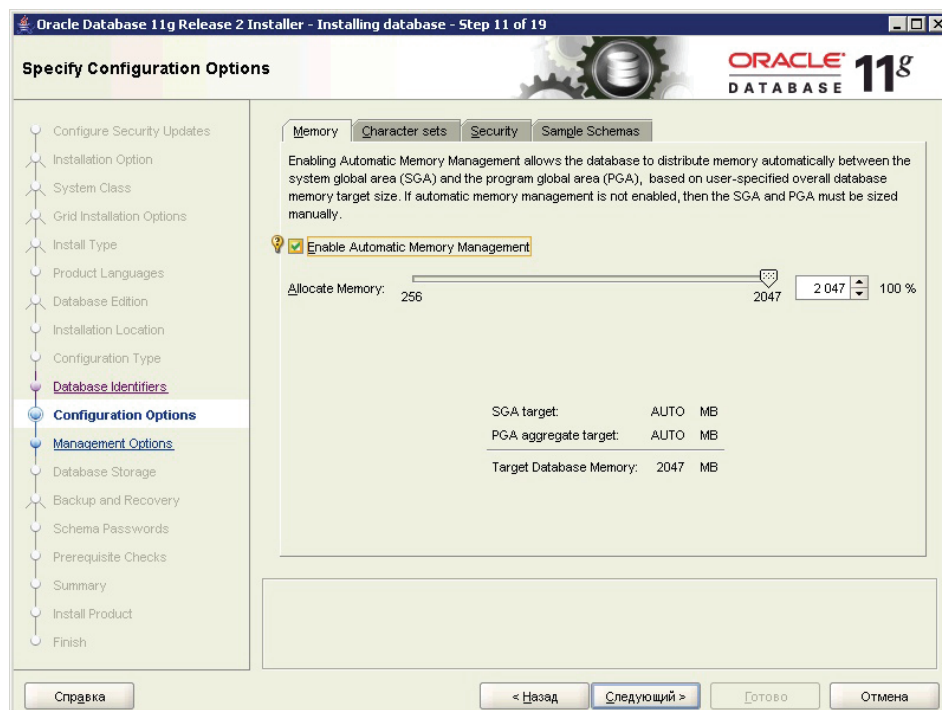 Oracle Database 11g Release 2 Installer - Installing database - Step 11 of 19
Specify Configuration Options
ORACLE
DATABASE
11g
Configure Security Updates
Installation Option
System Class
Grid Installation Options
Install Type
Product Languages
Database Edition
Installation Location
Configuration Type
Database Identifiers
Configuration Options
Management Options
Database Storage
Backup and Recovery
Schema Passwords
Prerequisite Checks
Summary
Install Product
Finish
Memory Character sets Security Sample Schemas
Enabling Automatic Memory Management allows the database to distribute memory automatically between the
system global area (SGA) and the program global area (PGA), based on user-specified overall database
memory target size. If automatic memory management is not enabled, then the SGA and PGA must be sized
manually.
Enable Automatic Memory Management
Allocate Memory: 256 2047 2 047 100 %
SGA target: AUTO MB
PGA aggregate target: AUTO MB
Target Database Memory: 2047 MB
Справка < Назад Следующий > Готово Отмена